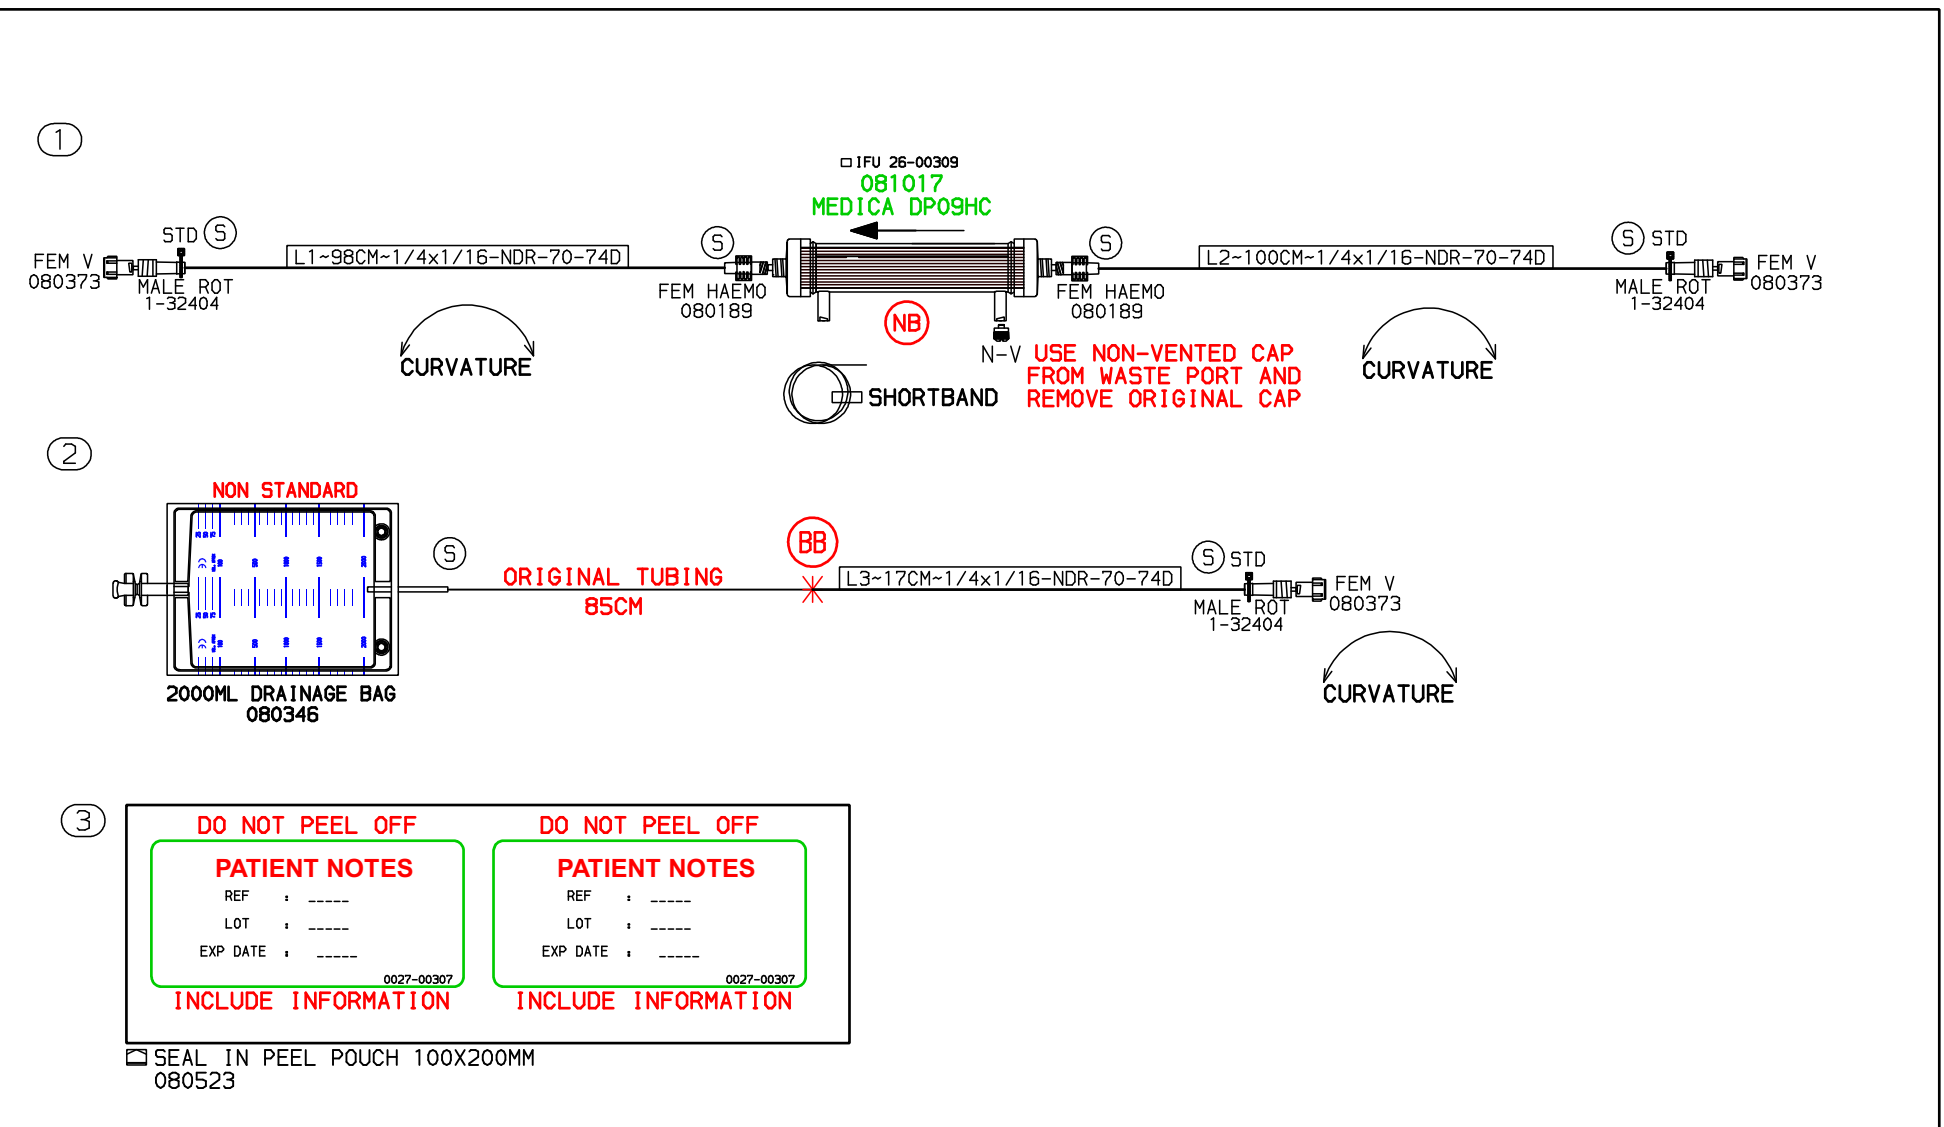 1
IFU 26-00309
081017
MEDICA DP09HC
STD S
FEM V
080373
MALE ROT
1-32404
L1~98CM~1/4x1/16-NDR-70-74D
S
FEM HAEMO
080189
S
FEM HAEMO
080189
L2~100CM~1/4x1/16-NDR-70-74D
S STD
MALE ROT
1-32404
FEM V
080373
CURVATURE
NB
N-V
USE NON-VENTED CAP
FROM WASTE PORT AND
REMOVE ORIGINAL CAP
SHORTBAND
CURVATURE
2
NON STANDARD
2000ML DRAINAGE BAG
080346
S
ORIGINAL TUBING
85CM
BB
L3~17CM~1/4x1/16-NDR-70-74D
S STD
MALE ROT
1-32404
FEM V
080373
CURVATURE
3
DO NOT PEEL OFF
PATIENT NOTES
REF : _____
LOT : _____
EXP DATE : _____
0027-00307
INCLUDE INFORMATION
DO NOT PEEL OFF
PATIENT NOTES
REF : _____
LOT : _____
EXP DATE : _____
0027-00307
INCLUDE INFORMATION
SEAL IN PEEL POUCH 100X200MM
080523